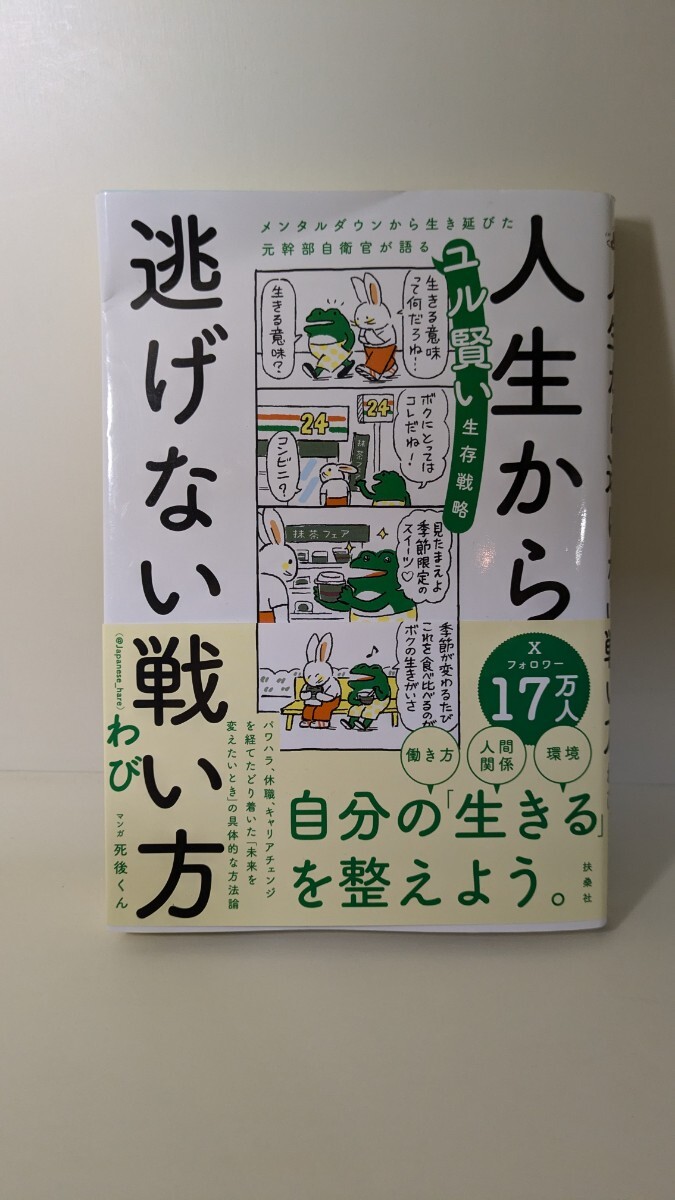 人生から
逃げない戦い方
メンタルダウンから生き延びた
元幹部自衛官が語る
ユル賢い
生存戦略
生きる意味
って何だろね…
生きる意味？
24
24
ボクにとっては
コレだね！
コンビニ？
抹茶フェア
見たまえよ
季節限定の
スイーツ♡
抹茶フェア
季節が変わるたび
これを食べ比べるのが
ボクの生きがいさ
X
フォロワー
17万人
働き方
人間
関係
環境
自分の「生きる」
を整えよう。
パワハラ、休職、キャリアチェンジ
を経てたどり着いた「未来を
変えたいとき」の具体的な方法論
（@Japanese_hare）
わび
マンガ 死後くん
扶桑社